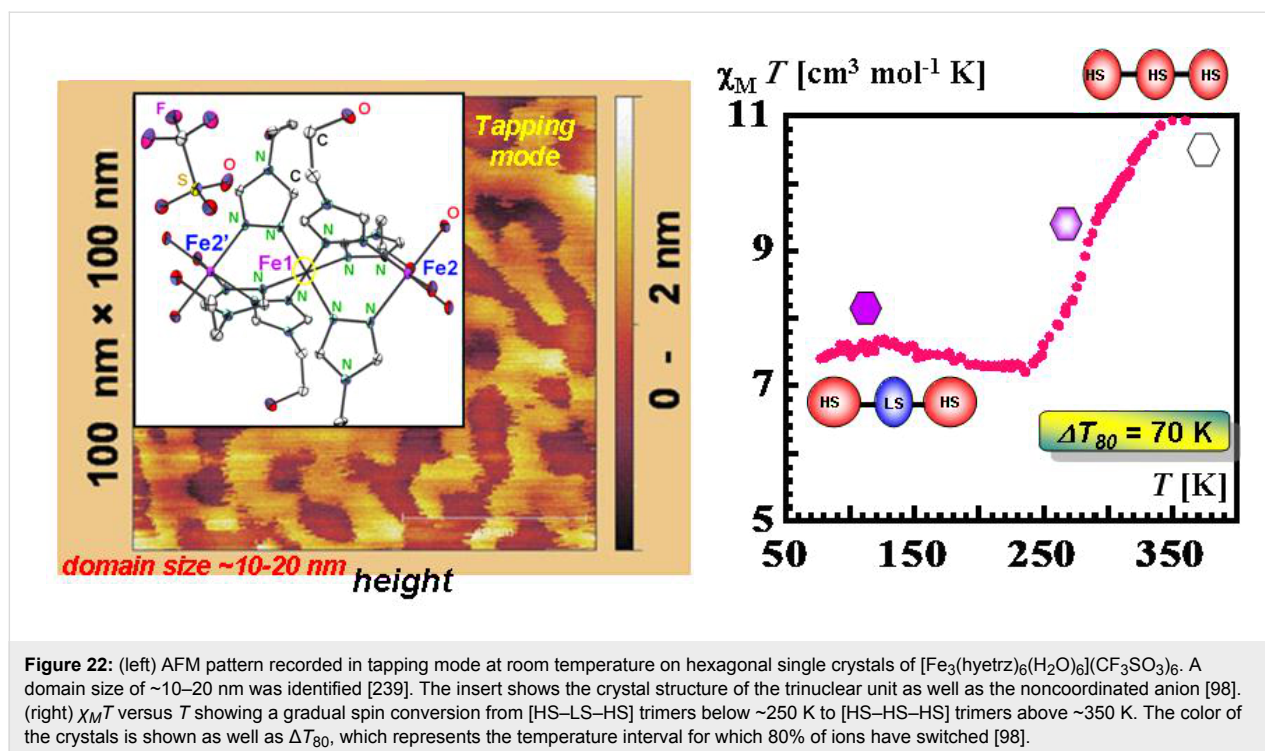 100 nm × 100 nm
F
O
C
C
N
S
O
N
N
N
O
Fe2'
Fe1
Fe2
N
N
N
N
N
N
N
Tapping
mode
0 - 2 nm
domain size ~10-20 nm
height
χM T [cm³ mol⁻¹ K]
HS HS HS
11
9
7
5
HS LS HS
ΔT80 = 70 K
T [K]
50 150 250 350
Figure 22: (left) AFM pattern recorded in tapping mode at room temperature on hexagonal single crystals of [Fe3(hyetrz)6(H2O)6](CF3SO3)6. A
domain size of ~10–20 nm was identified [239]. The insert shows the crystal structure of the trinuclear unit as well as the noncoordinated anion [98].
(right) χMT versus T showing a gradual spin conversion from [HS–LS–HS] trimers below ~250 K to [HS–HS–HS] trimers above ~350 K. The color of
the crystals is shown as well as ΔT80, which represents the temperature interval for which 80% of ions have switched [98].